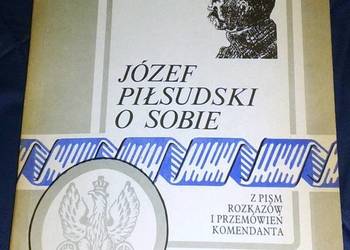 JÓZEF
PIŁSUDSKI
O SOBIE
Z PISM
ROZKAZÓW
I PRZEMÓWIEŃ
KOMENDANTA